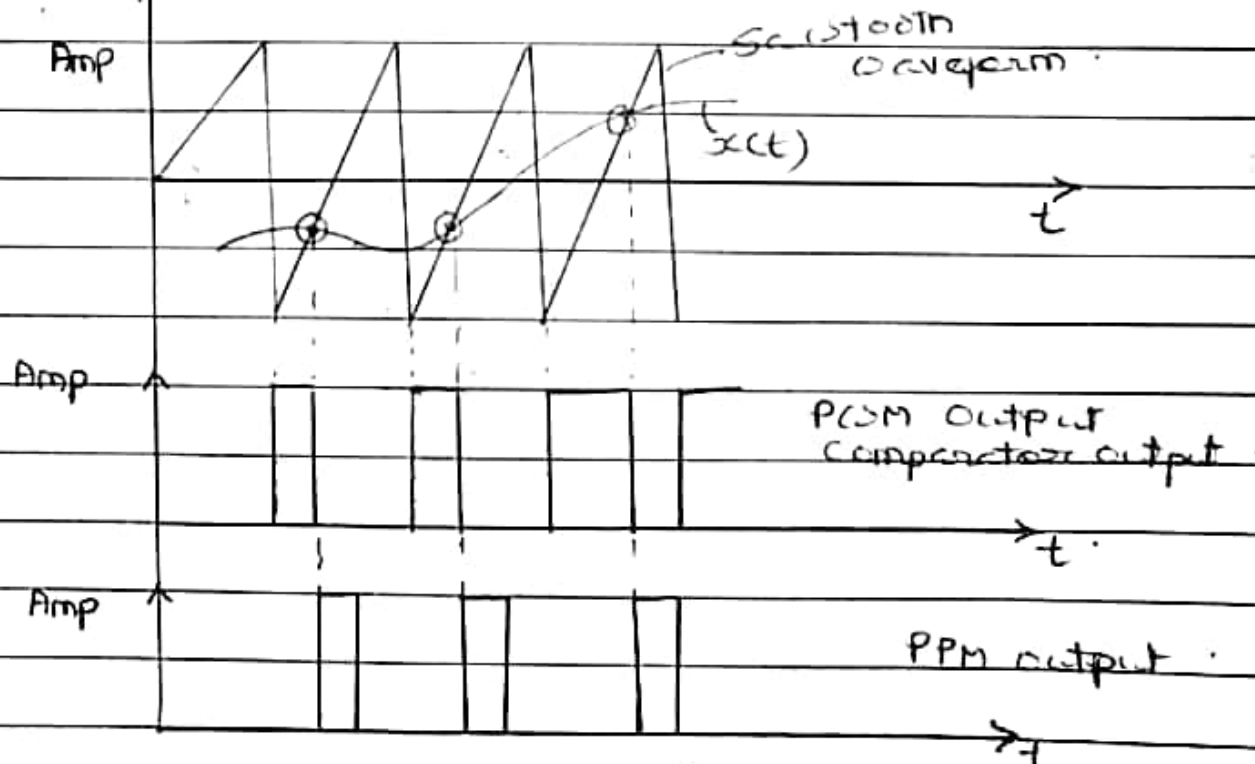 Amp
Sawtooth
waveform
x(t)
t
Amp
PWM output
Comparator output
t
Amp
PPM output
t